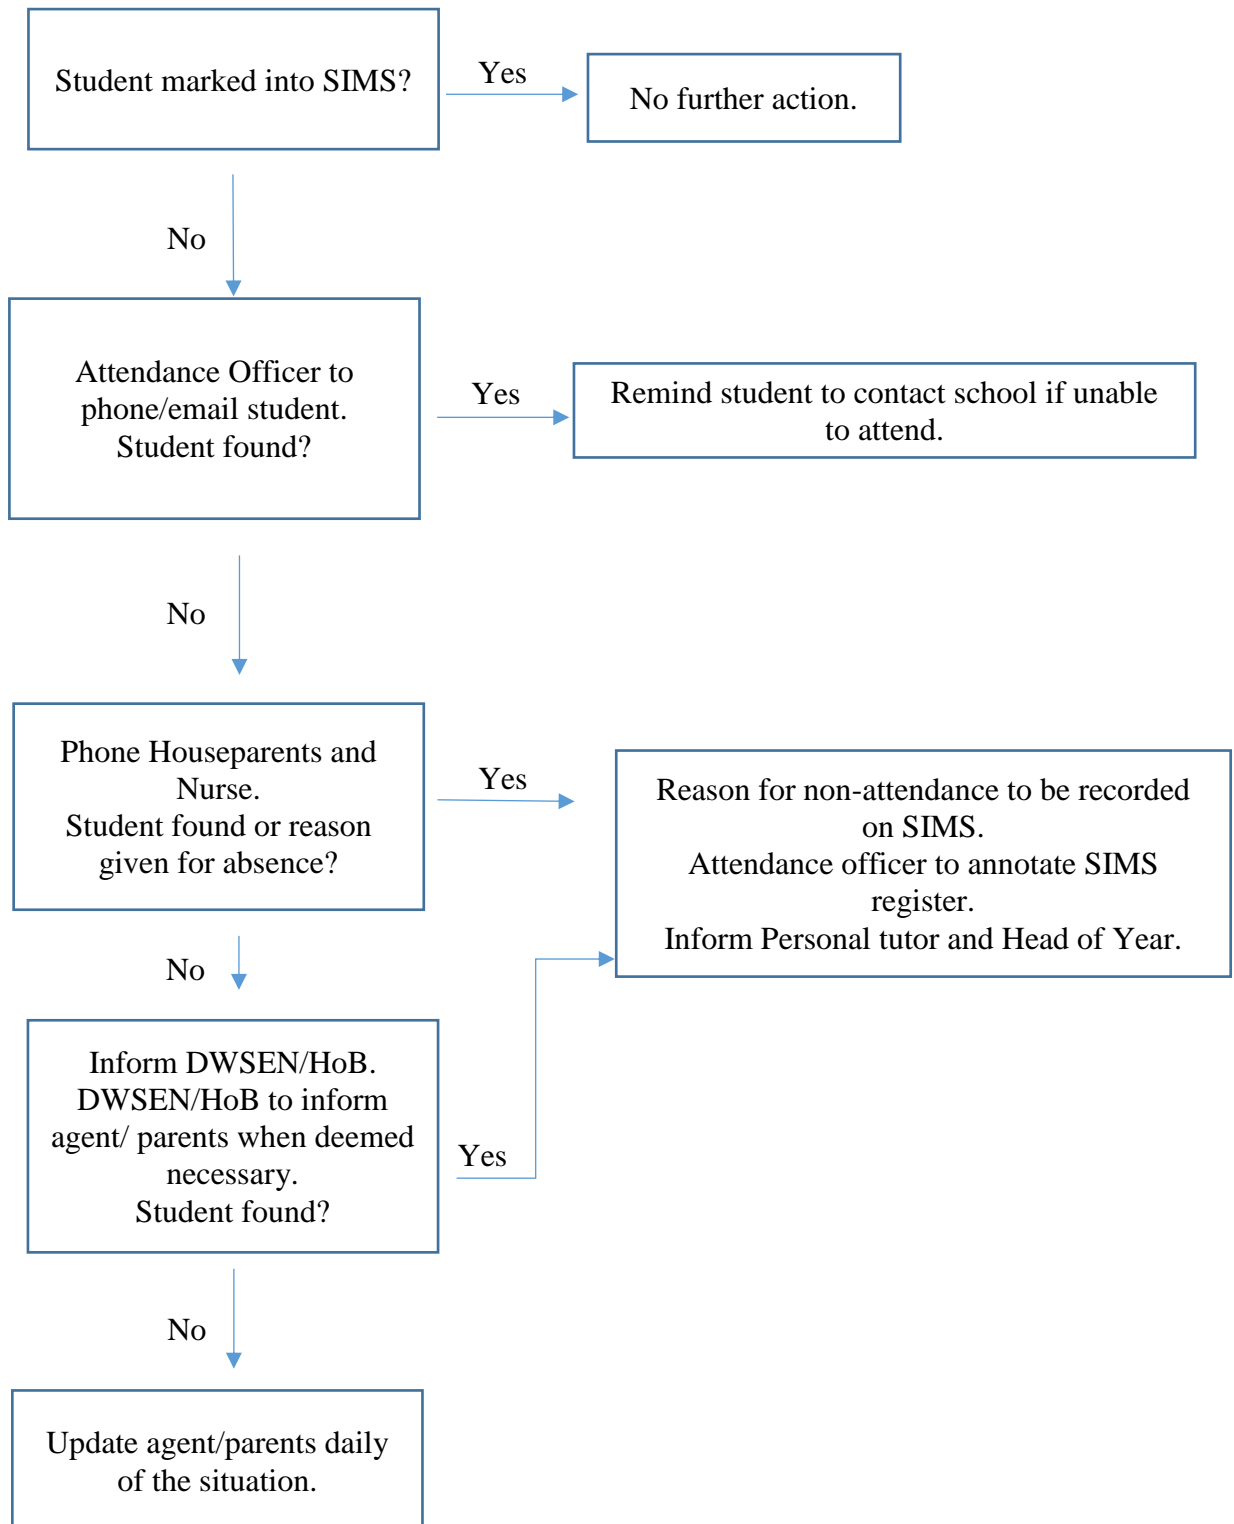 Student marked into SIMS?
Yes
No further action.
No
Attendance Officer to
phone/email student.
Student found?
Yes
Remind student to contact school if unable
to attend.
No
Phone Houseparents and
Nurse.
Student found or reason
given for absence?
Yes
Reason for non-attendance to be recorded
on SIMS.
Attendance officer to annotate SIMS
register.
Inform Personal tutor and Head of Year.
No
Inform DWSEN/HoB.
DWSEN/HoB to inform
agent/ parents when deemed
necessary.
Student found?
Yes
No
Update agent/parents daily
of the situation.